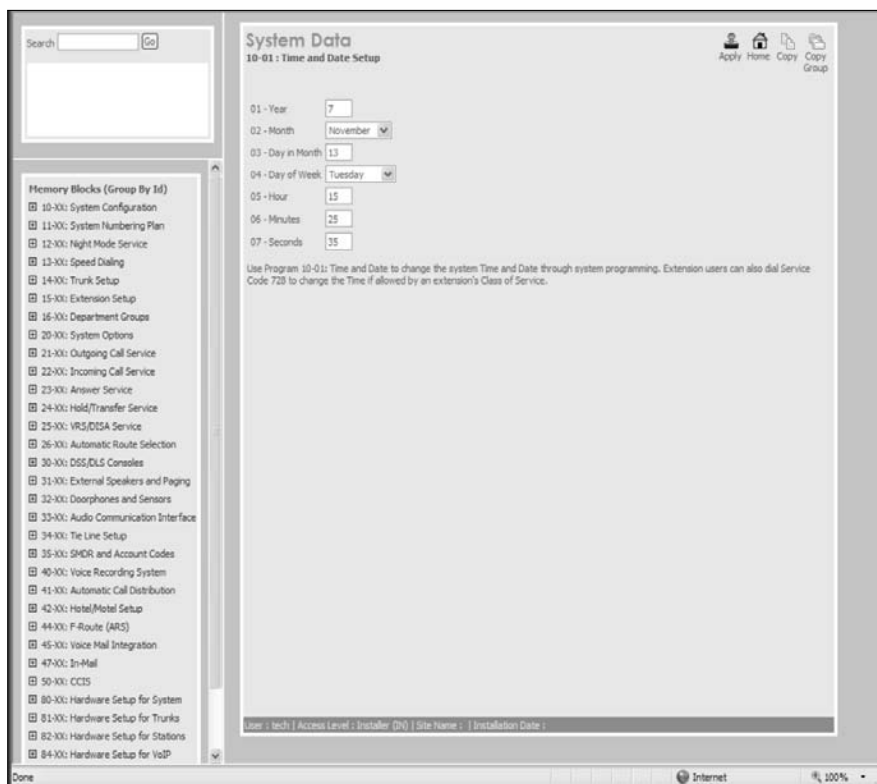 Search Go
Memory Blocks (Group By Id)
10-XX: System Configuration
11-XX: System Numbering Plan
12-XX: Night Mode Service
13-XX: Speed Dialing
14-XX: Trunk Setup
15-XX: Extension Setup
16-XX: Department Groups
20-XX: System Options
21-XX: Outgoing Call Service
22-XX: Incoming Call Service
23-XX: Answer Service
24-XX: Hold/Transfer Service
25-XX: VRS/DISA Service
26-XX: Automatic Route Selection
30-XX: DSS/DLS Consoles
31-XX: External Speakers and Paging
32-XX: Doorphones and Sensors
33-XX: Audio Communication Interface
34-XX: Tie Line Setup
35-XX: SMDR and Account Codes
40-XX: Voice Recording System
41-XX: Automatic Call Distribution
42-XX: Hotel/Motel Setup
44-XX: F-Route (ARS)
45-XX: Voice Mail Integration
47-XX: In-Mail
50-XX: CCIS
80-XX: Hardware Setup for System
81-XX: Hardware Setup for Trunks
82-XX: Hardware Setup for Stations
84-XX: Hardware Setup for VoIP
System Data
10-01 : Time and Date Setup
Apply Home Copy Copy Group
01 - Year 7
02 - Month November
03 - Day in Month 13
04 - Day of Week Tuesday
05 - Hour 15
06 - Minutes 25
07 - Seconds 35
Use Program 10-01: Time and Date to change the system Time and Date through system programming. Extension users can also dial Service
Code 728 to change the Time if allowed by an extension's Class of Service.
User : tech | Access Level : Installer (IN) | Site Name : | Installation Date :
Done Internet 100%